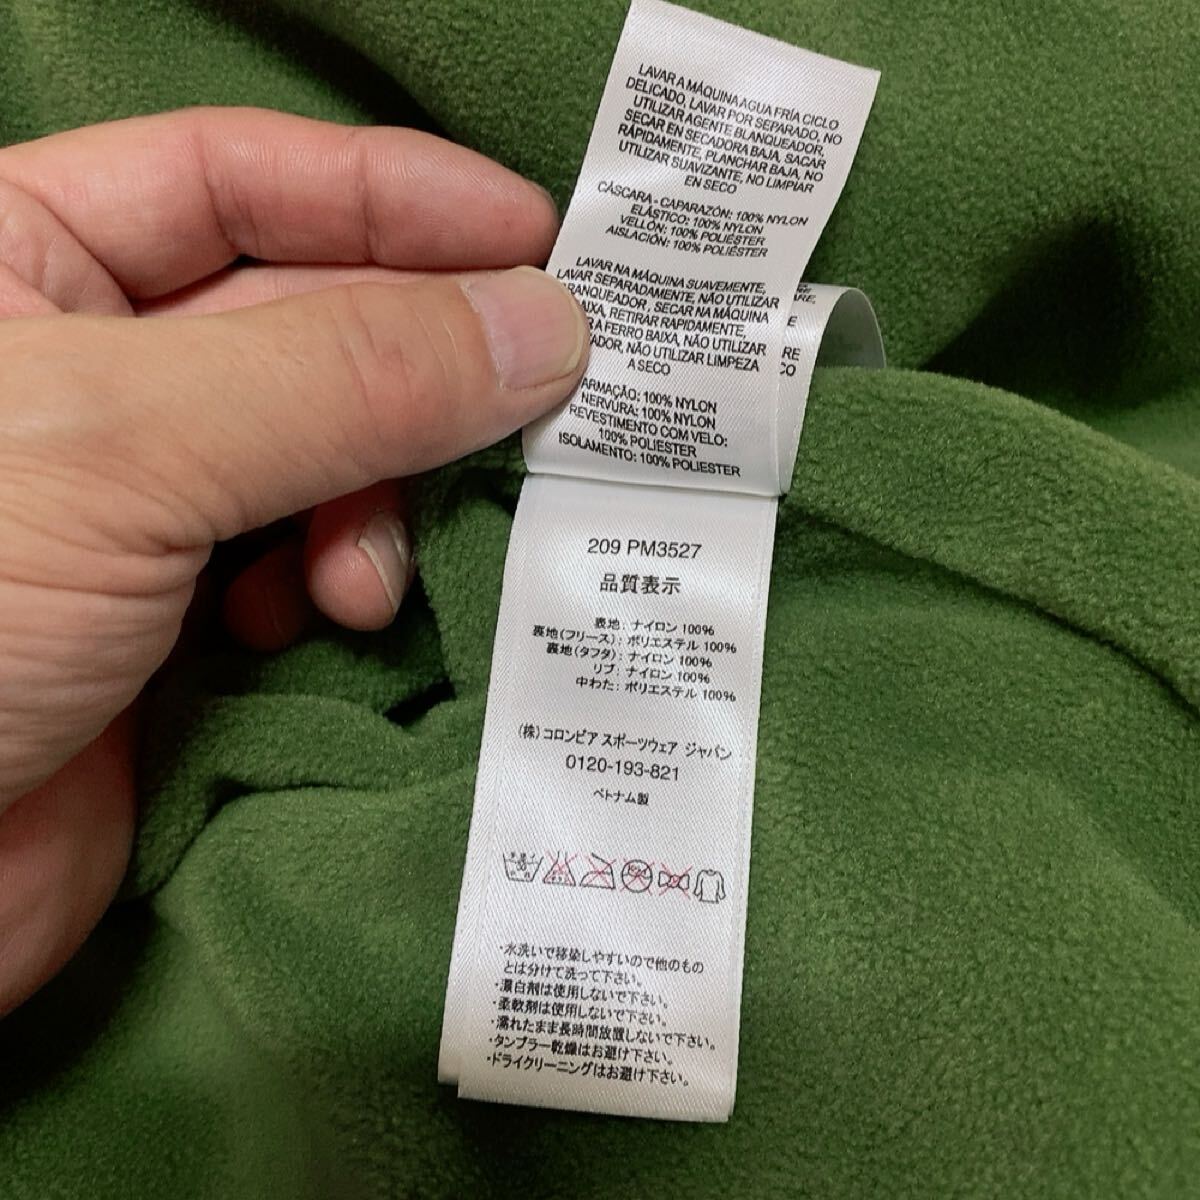 LAVAR A MÁQUINA AGUA FRÍA CICLO
DELICADO, LAVAR POR SEPARADO, NO
UTILIZAR AGENTE BLANQUEADOR,
SECAR EN SECADORA BAJA, SACAR
RÁPIDAMENTE, PLANCHAR BAJA, NO
UTILIZAR SUAVIZANTE, NO LIMPIAR
EN SECO
CÁSCARA - CAPARAZÓN: 100% NYLON
ELÁSTICO: 100% NYLON
VELLÓN: 100% POLIÉSTER
AISLACIÓN: 100% POLIÉSTER
LAVAR NA MÁQUINA SUAVEMENTE,
LAVAR SEPARADAMENTE, NÃO UTILIZAR
RANQUEADOR, SECAR NA MÁQUINA
AIXA, RETIRAR RAPIDAMENTE,
R A FERRO BAIXA, NÃO UTILIZAR
ADOR, NÃO UTILIZAR LIMPEZA
A SECO
ARMAÇÃO: 100% NYLON
NERVURA: 100% NYLON
REVESTIMENTO COM VELO:
100% POLIESTER
ISOLAMENTO: 100% POLIESTER
ARE,
E
RE
CO
209 PM3527
品質表示
表地: ナイロン 100%
裏地(フリース): ポリエステル 100%
裏地(タフタ): ナイロン 100%
リブ: ナイロン 100%
中わた: ポリエステル 100%
(株) コロンビア スポーツウェア ジャパン
0120-193-821
ベトナム製
・水洗いで移染しやすいので他のもの
とは分けて洗って下さい。
・漂白剤は使用しないで下さい。
・柔軟剤は使用しないで下さい。
・濡れたまま長時間放置しないで下さい。
・タンブラー乾燥はお避け下さい。
・ドライクリーニングはお避け下さい。